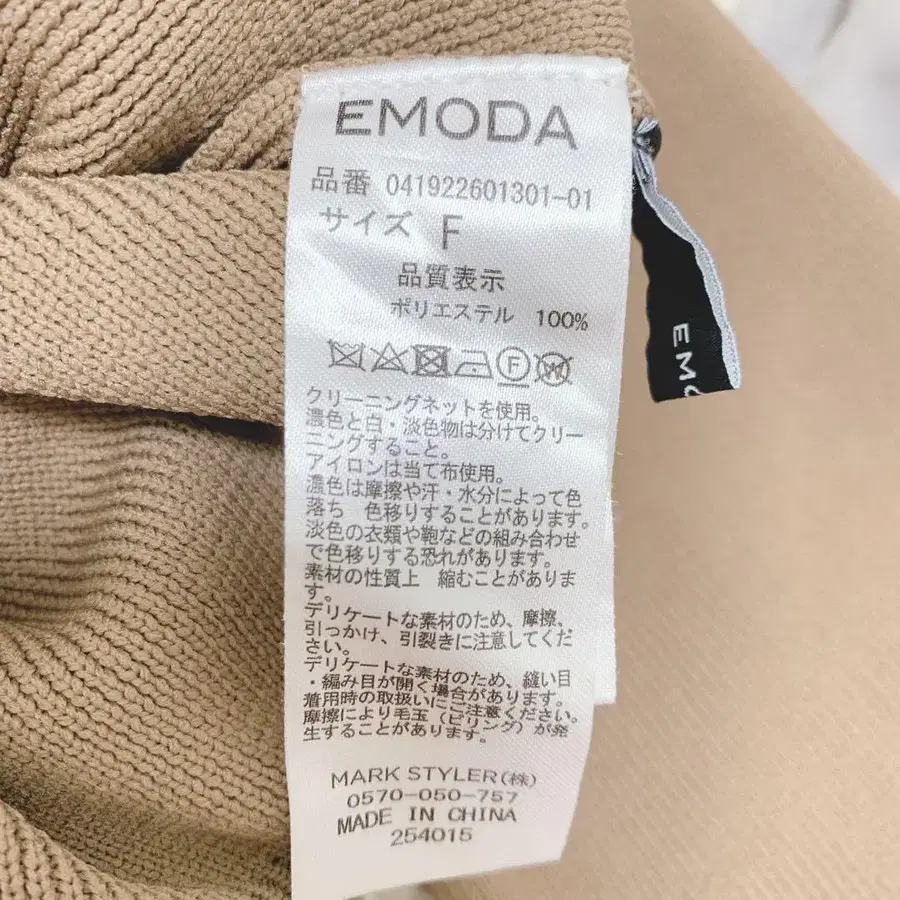 EMODA
品番 041922601301-01
サイズ F
品質表示
ポリエステル 100%
F W
クリーニングネットを使用。
濃色と白・淡色物は分けてクリー
ニングすること。
アイロンは当て布使用。
濃色は摩擦や汗・水分によって色
落ち 色移りすることがあります。
淡色の衣類や鞄などの組み合わせ
で色移りする恐れがあります。
素材の性質上 縮むことがありま
す。
デリケートな素材のため、摩擦、
引っかけ、引裂きに注意してくだ
さい。
デリケートな素材のため、縫い目
・編み目が開く場合があります。
着用時の取扱いにご注意ください。
摩擦により毛玉(ピリング)が発
生することがあります。
MARK STYLER(株)
0570-050-757
MADE IN CHINA
254015
EMO